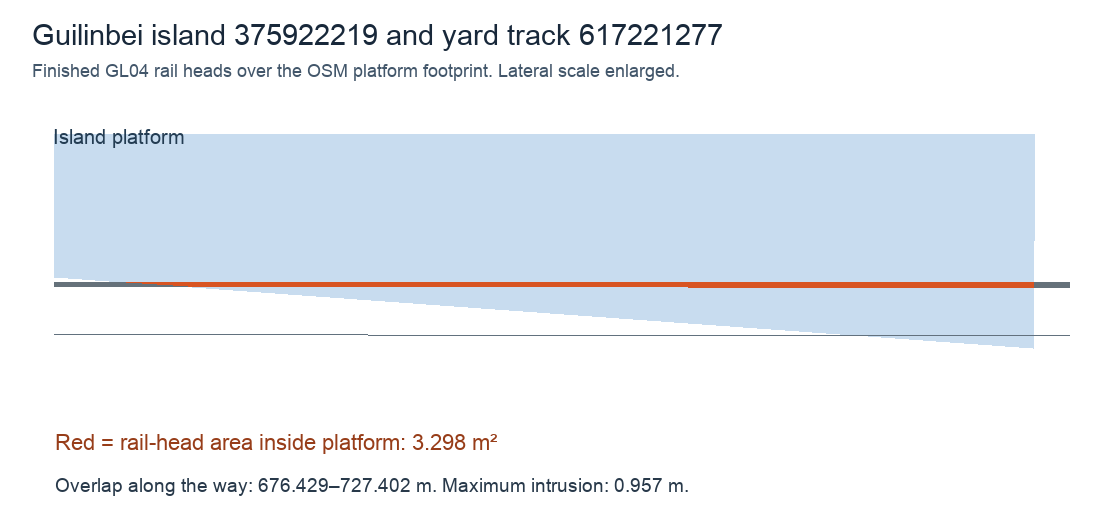 Guilinbei island 375922219 and yard track 617221277
Finished GL04 rail heads over the OSM platform footprint. Lateral scale enlarged.
Island platform
Red = rail-head area inside platform: 3.298 m²
Overlap along the way: 676.429–727.402 m. Maximum intrusion: 0.957 m.